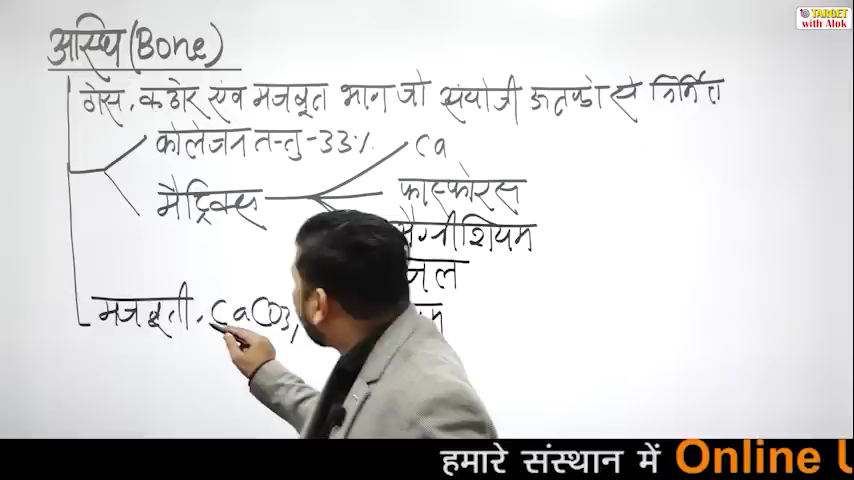 TARGET
with Alok
अस्थि (Bone)
ठोस, कठोर एंव मजबूत भाग जो संयोजी ऊतको से निर्मित
कोलेजन तन्तु - 33%
Ca
मैट्रिक्स
फास्फोरस
मैग्नीशियम
जल
मजबूती, CaCO3,
हमारे संस्थान में Online